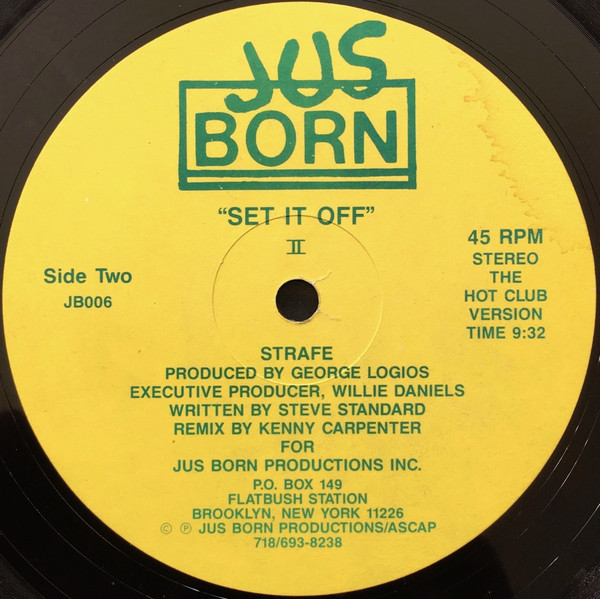 JUS
BORN
"SET IT OFF"
II
Side Two
JB006
45 RPM
STEREO
THE
HOT CLUB
VERSION
TIME 9:32
STRAFE
PRODUCED BY GEORGE LOGIOS
EXECUTIVE PRODUCER, WILLIE DANIELS
WRITTEN BY STEVE STANDARD
REMIX BY KENNY CARPENTER
FOR
JUS BORN PRODUCTIONS INC.
P.O. BOX 149
FLATBUSH STATION
BROOKLYN, NEW YORK 11226
© ℗ JUS BORN PRODUCTIONS/ASCAP
718/693-8238